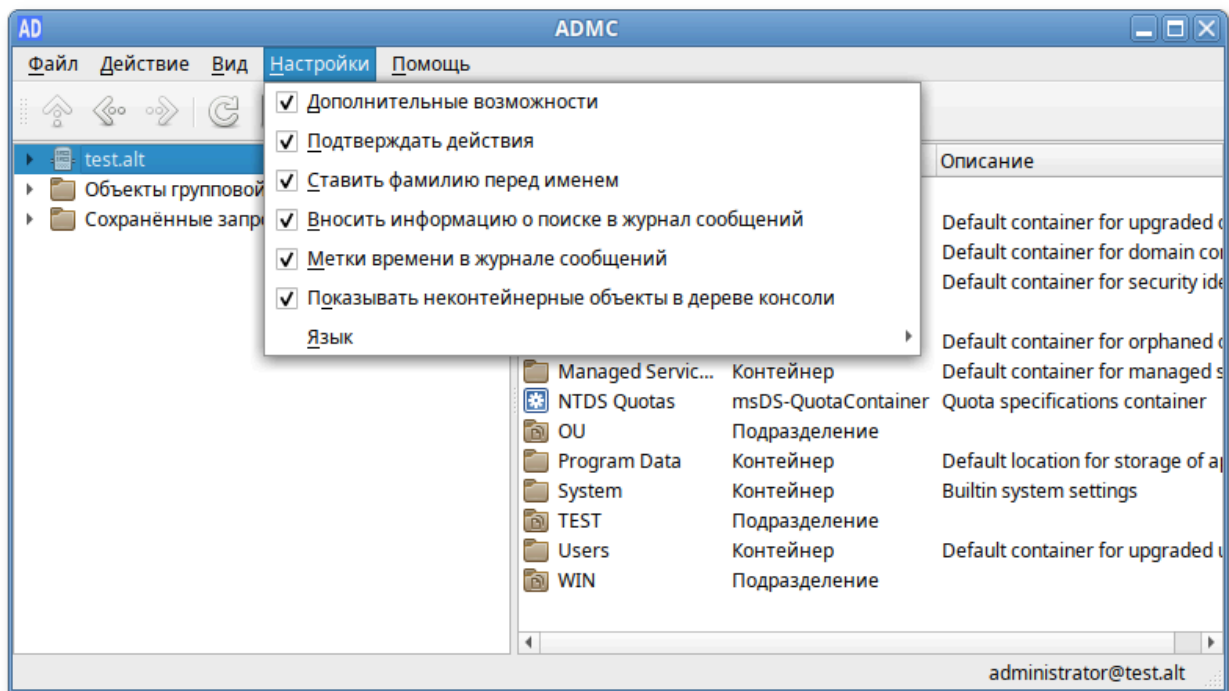 AD ADMC
Файл Действие Вид Настройки Помощь
Дополнительные возможности
Подтверждать действия
Ставить фамилию перед именем
Вносить информацию о поиске в журнал сообщений
Метки времени в журнале сообщений
Показывать неконтейнерные объекты в дереве консоли
Язык
test.alt
Объекты групповой
Сохранённые запр
Описание
Default container for upgraded
Default container for domain
Default container for security
Default container for orphaned
Managed Servic... Контейнер Default container for managed
NTDS Quotas msDS-QuotaContainer Quota specifications container
OU Подразделение
Program Data Контейнер Default location for storage of
System Контейнер Builtin system settings
TEST Подразделение
Users Контейнер Default container for upgraded
WIN Подразделение
administrator@test.alt